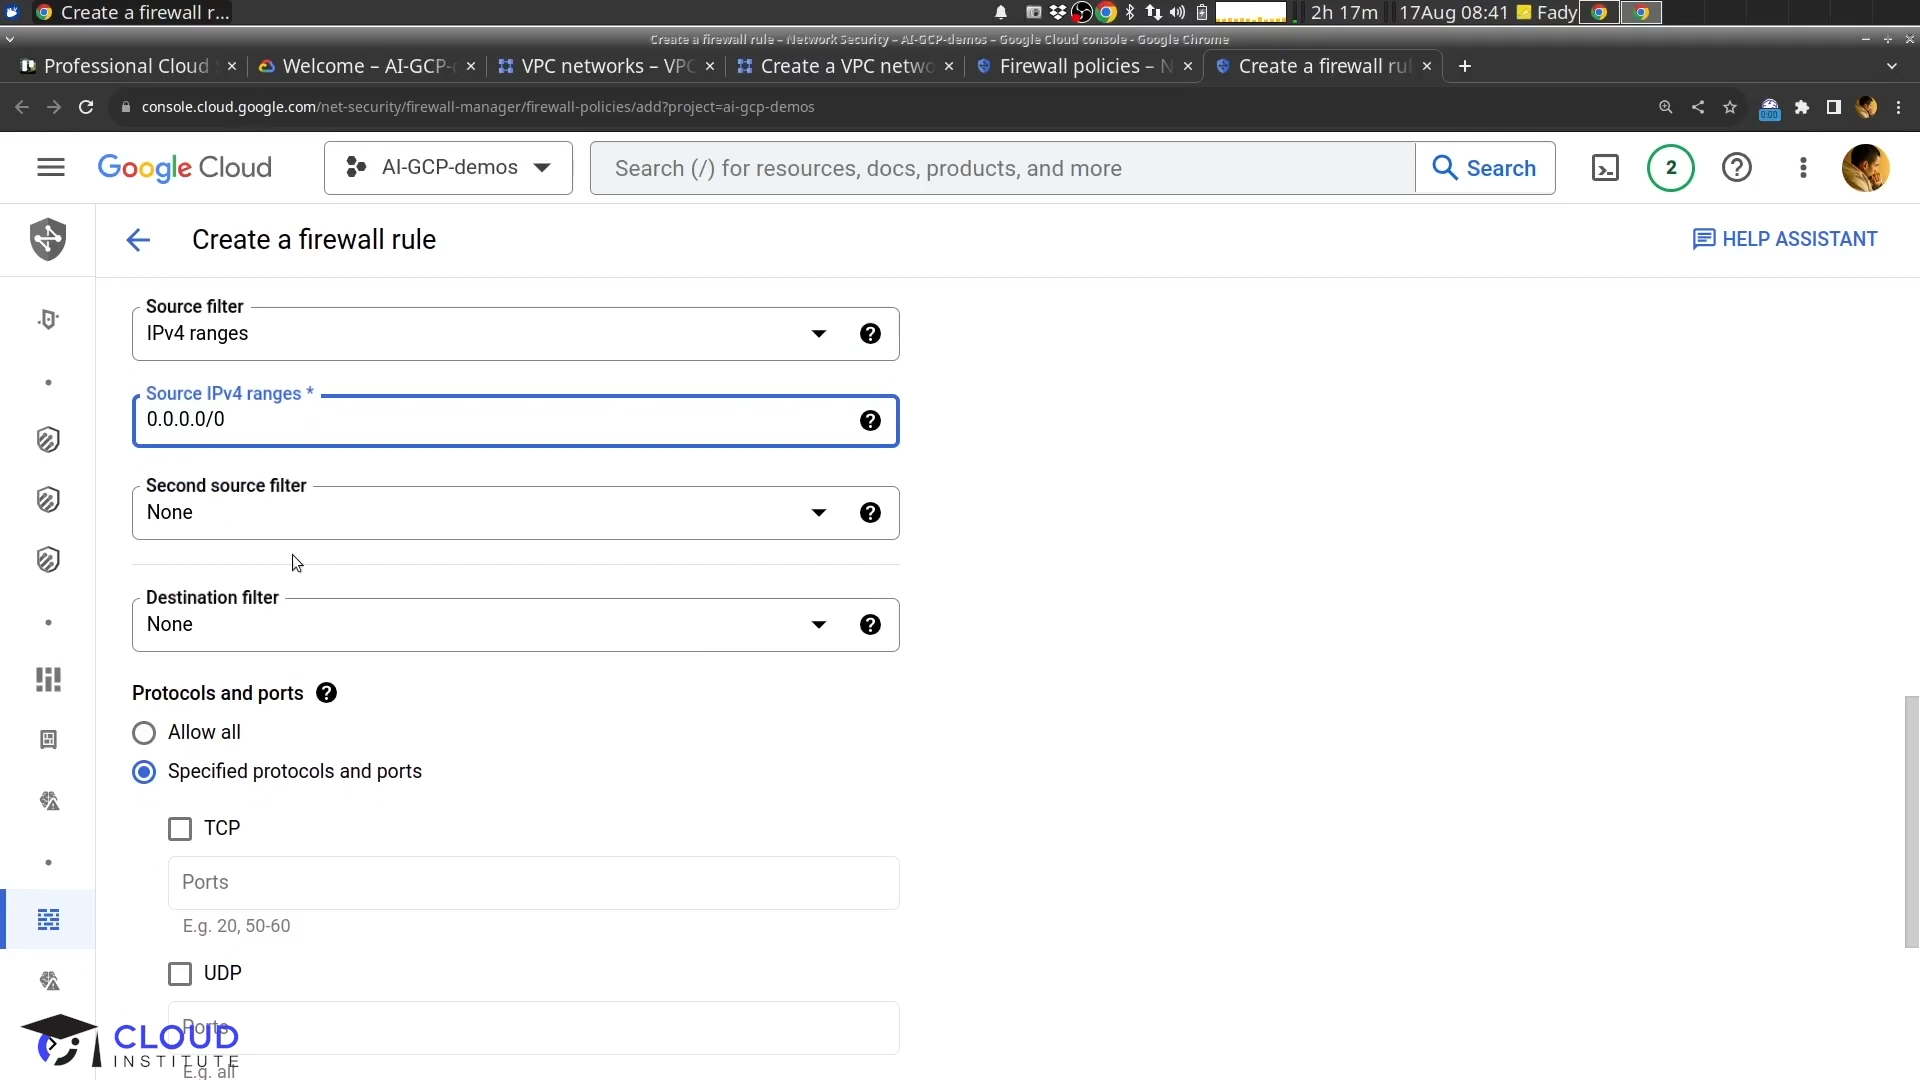 Create a firewall r...
2h 17m
17Aug 08:41
Fady
Create a firewall rule – Network Security – AI-GCP-demos – Google Cloud console - Google Chrome
Professional Cloud
Welcome – AI-GCP-
VPC networks – VPC
Create a VPC netwo
Firewall policies – N
Create a firewall rul
console.cloud.google.com/net-security/firewall-manager/firewall-policies/add?project=ai-gcp-demos
0:00
Google Cloud
AI-GCP-demos
Search (/) for resources, docs, products, and more
Search
2
Create a firewall rule
HELP ASSISTANT
Source filter
IPv4 ranges
Source IPv4 ranges *
0.0.0.0/0
Second source filter
None
Destination filter
None
Protocols and ports
Allow all
Specified protocols and ports
TCP
Ports
E.g. 20, 50-60
UDP
Ports
E.g. all
CLOUD
INSTITUTE